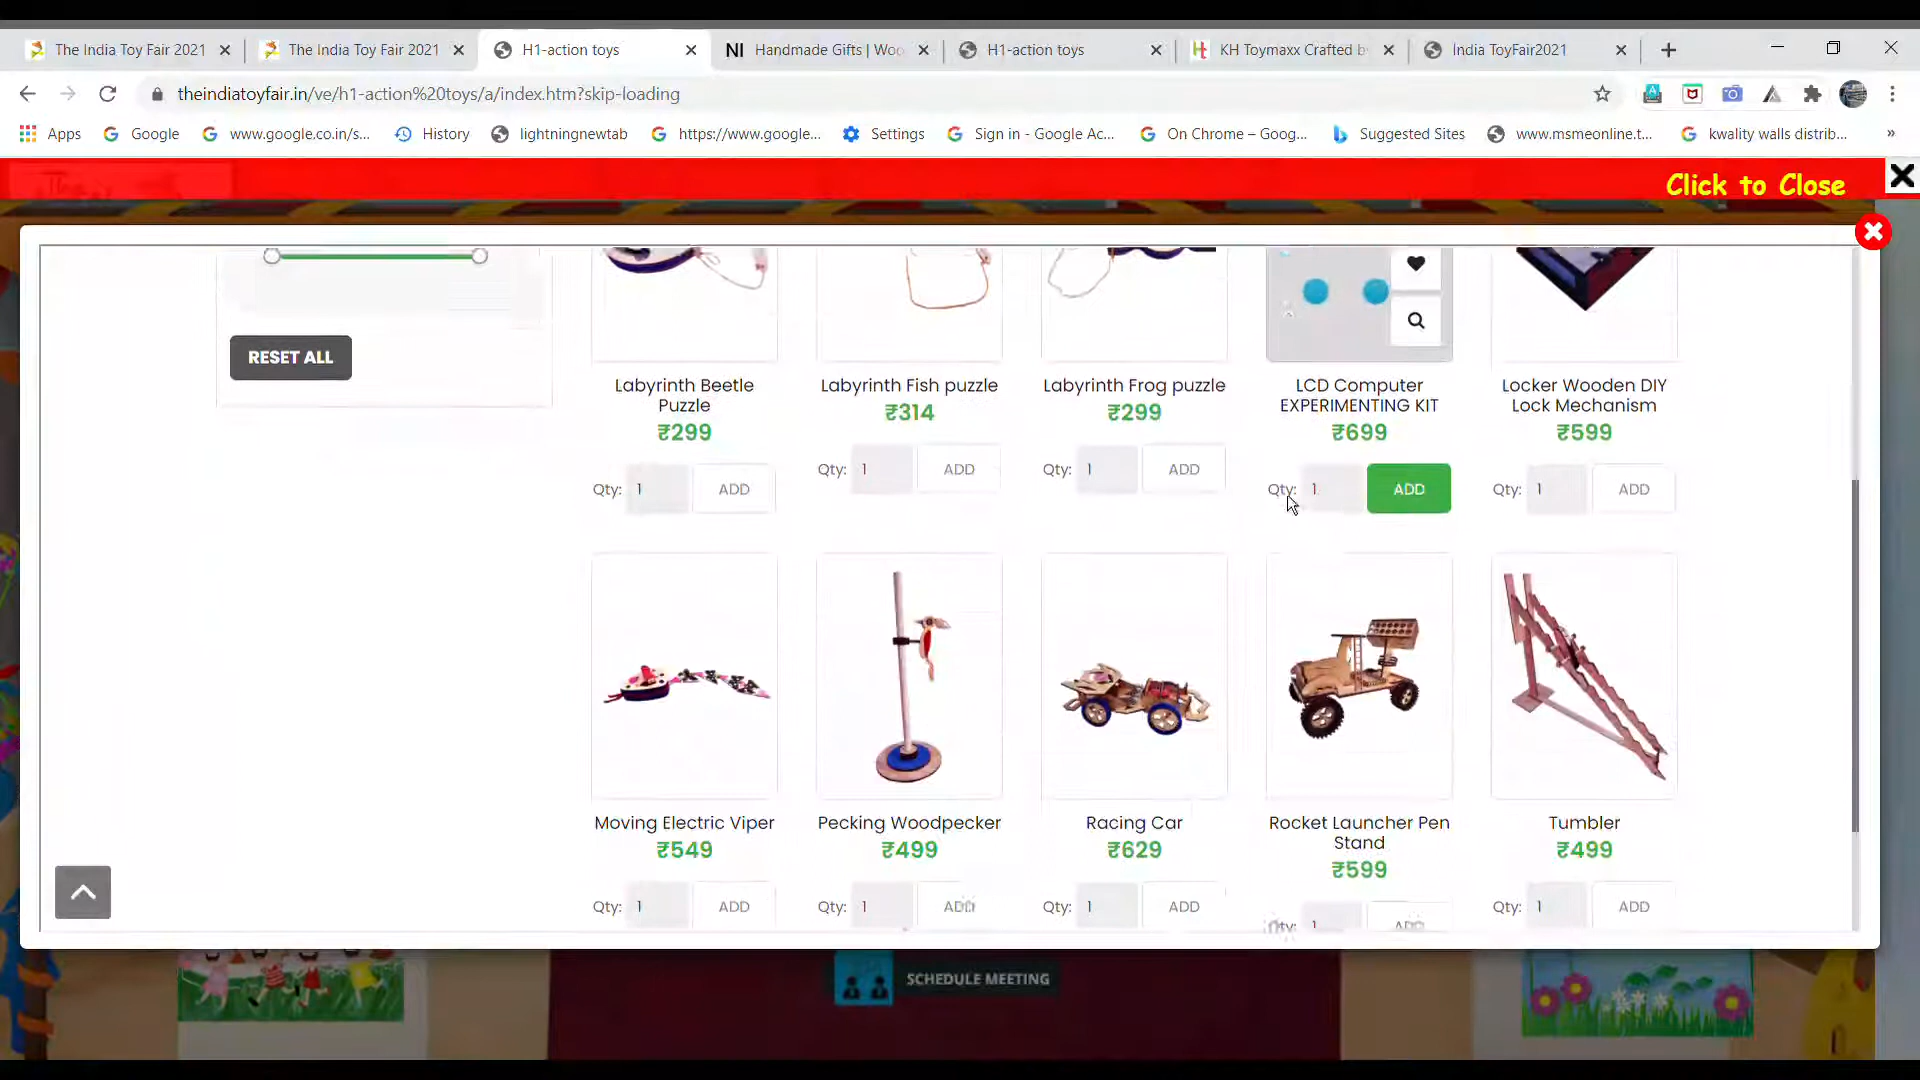 The India Toy Fair 2021
The India Toy Fair 2021
H1-action toys
NI Handmade Gifts | Woo
H1-action toys
KH Toymaxx Crafted b
India ToyFair2021
theindiatoyfair.in/ve/h1-action%20toys/a/index.htm?skip-loading
Apps
Google
www.google.co.in/s...
History
lightningnewtab
https://www.google...
Settings
Sign in - Google Ac...
On Chrome – Goog...
Suggested Sites
www.msmeonline.t...
kwality walls distrib...
»
Click to Close
RESET ALL
Labyrinth Beetle
Puzzle
₹299
Qty: 1 ADD
Labyrinth Fish puzzle
₹314
Qty: 1 ADD
Labyrinth Frog puzzle
₹299
Qty: 1 ADD
LCD Computer
EXPERIMENTING KIT
₹699
Qty: 1 ADD
Locker Wooden DIY
Lock Mechanism
₹599
Qty: 1 ADD
Moving Electric Viper
₹549
Qty: 1 ADD
Pecking Woodpecker
₹499
Qty: 1 ADD
Racing Car
₹629
Qty: 1 ADD
Rocket Launcher Pen
Stand
₹599
Qty: 1 ADD
Tumbler
₹499
Qty: 1 ADD
SCHEDULE MEETING